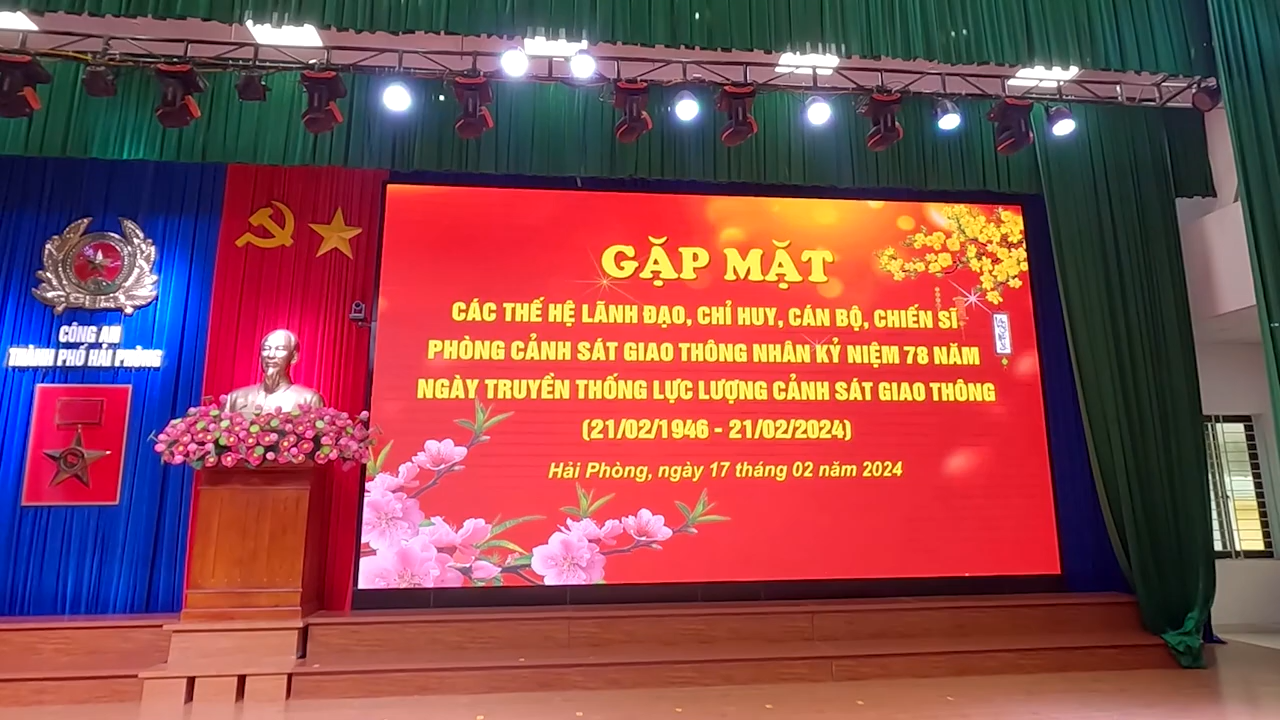 CÔNG AN
THÀNH PHỐ HẢI PHÒNG
GẶP MẶT
CÁC THẾ HỆ LÃNH ĐẠO, CHỈ HUY, CÁN BỘ, CHIẾN SĨ
PHÒNG CẢNH SÁT GIAO THÔNG NHÂN KỶ NIỆM 78 NĂM
NGÀY TRUYỀN THỐNG LỰC LƯỢNG CẢNH SÁT GIAO THÔNG
(21/02/1946 - 21/02/2024)
Hải Phòng, ngày 17 tháng 02 năm 2024